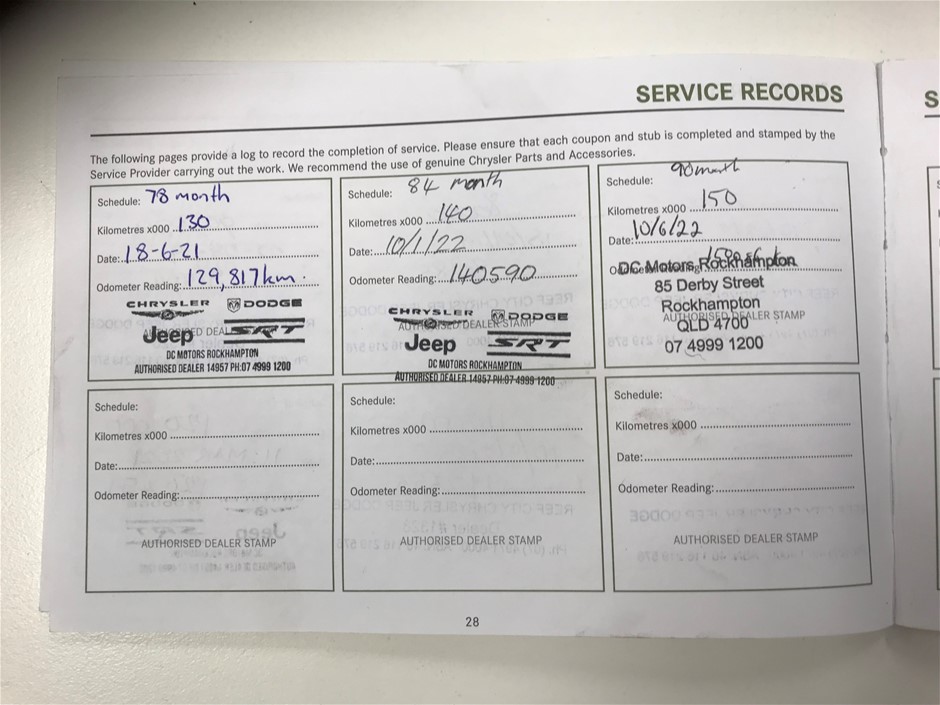 SERVICE RECORDS
The following pages provide a log to record the completion of service. Please ensure that each coupon and stub is completed and stamped by the
Service Provider carrying out the work. We recommend the use of genuine Chrysler Parts and Accessories.
Schedule: 78 month
Kilometres x000 130
Date: 18-6-21
Odometer Reading: 129,817km.
CHRYSLER DODGE
Jeep SRT
DC MOTORS ROCKHAMPTON
AUTHORISED DEALER 14957 PH:07 4999 1200
Schedule: 84 month
Kilometres x000 140
Date: 10/1/22
Odometer Reading: 140590
CHRYSLER DODGE
AUTHORISED DEALER STAMP
Jeep SRT
DC MOTORS ROCKHAMPTON
AUTHORISED DEALER 14957 PH:07 4999 1200
Schedule: 90 month
Kilometres x000 150
Date: 10/6/22
DC Motors Rockhampton
85 Derby Street
Rockhampton
AUTHORISED DEALER STAMP
QLD 4700
07 4999 1200
Schedule:
Kilometres x000
Date:
Odometer Reading:
AUTHORISED DEALER STAMP
Schedule:
Kilometres x000
Date:
Odometer Reading:
AUTHORISED DEALER STAMP
Schedule:
Kilometres x000
Date:
Odometer Reading:
AUTHORISED DEALER STAMP
28
S